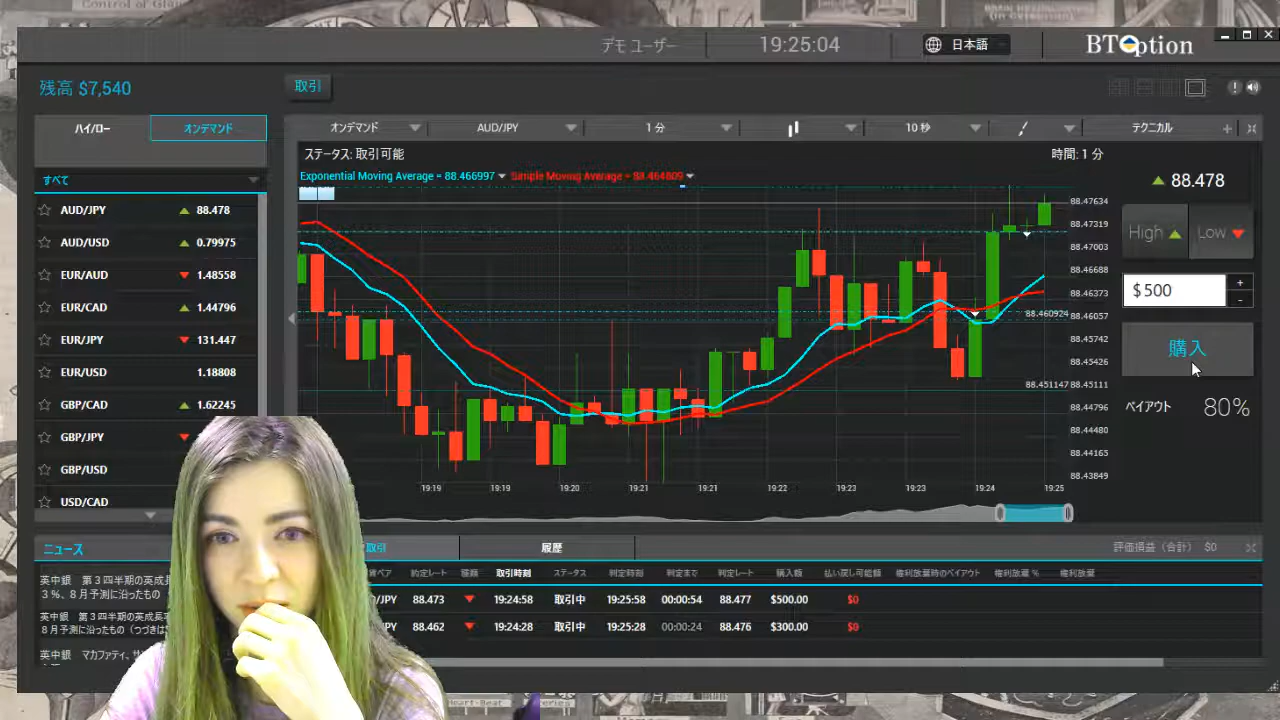 デモ ユーザー
19:25:04
日本語
BTOption
残高 $7,540
取引
ハイ/ロー
オンデマンド
オンデマンド
AUD/JPY
1 分
10 秒
テクニカル
ステータス: 取引可能
時間: 1 分
Exponential Moving Average = 88.466997
Simple Moving Average = 88.464809
すべて
AUD/JPY 88.478
AUD/USD 0.79975
EUR/AUD 1.48558
EUR/CAD 1.44796
EUR/JPY 131.447
EUR/USD 1.18808
GBP/CAD 1.62245
GBP/JPY
GBP/USD
USD/CAD
88.47634
88.47319
88.47003
88.46688
88.46373
88.460924
88.46057
88.45742
88.45426
88.451147
88.45111
88.44796
88.44480
88.44165
88.43849
19:19 19:19 19:20 19:21 19:21 19:22 19:23 19:23 19:24 19:25
88.478
High
Low
$ 500
+
-
購入
ペイアウト 80%
ニュース
取引
履歴
評価損益（合計） $0
約定レート 種類 取引時刻 ステータス 判定時刻 判定まで 判定レート 購入額 払い戻し可能額 権利放棄時のペイアウト 権利放棄 % 権利放棄
/JPY 88.473 19:24:58 取引中 19:25:58 00:00:54 88.477 $500.00 $0
88.462 19:24:28 取引中 19:25:28 00:00:24 88.476 $300.00 $0
英中銀 第３四半期の英成長
３％、８月予測に沿ったもの
英中銀 第３四半期の英成長
８月予測に沿ったもの（つづきは
英中銀 マカファティ、